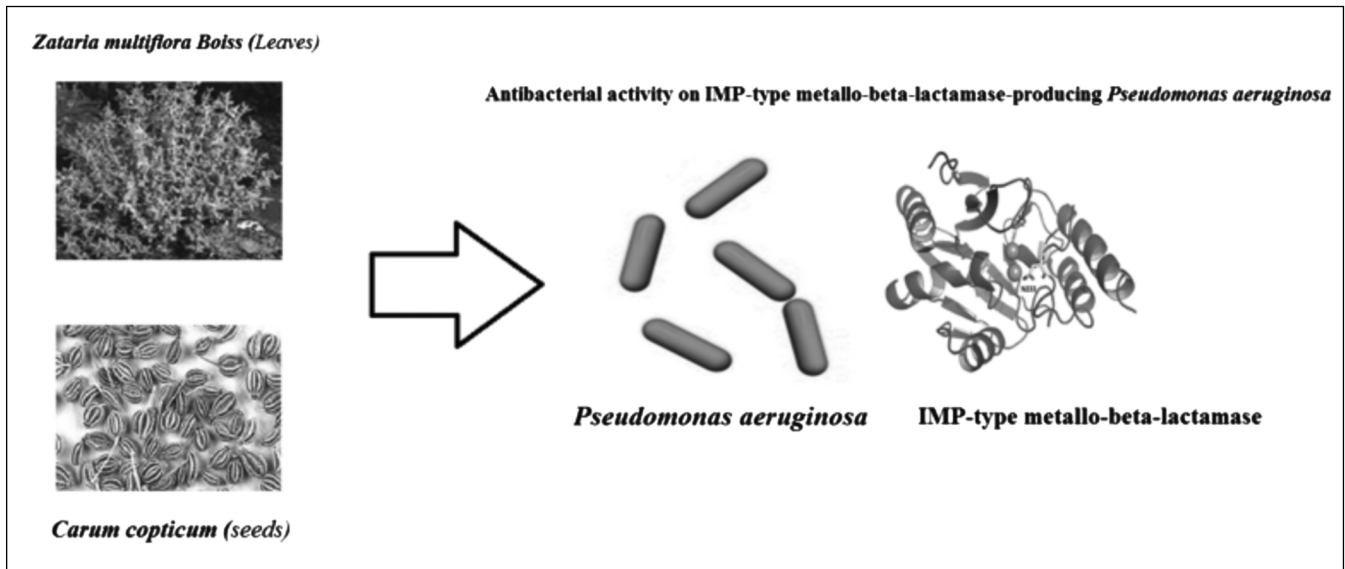 Zataria multiflora Boiss (Leaves)
Antibacterial activity on IMP-type metallo-beta-lactamase-producing Pseudomonas aeruginosa
Pseudomonas aeruginosa
IMP-type metallo-beta-lactamase
Carum copticum (seeds)